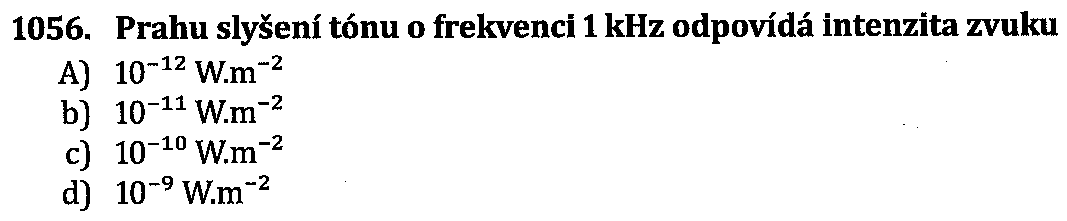 1056. Prahu slyšení tónu o frekvenci 1 kHz odpovídá intenzita zvuku
A) 10⁻¹² W.m⁻²
b) 10⁻¹¹ W.m⁻²
c) 10⁻¹⁰ W.m⁻²
d) 10⁻⁹ W.m⁻²